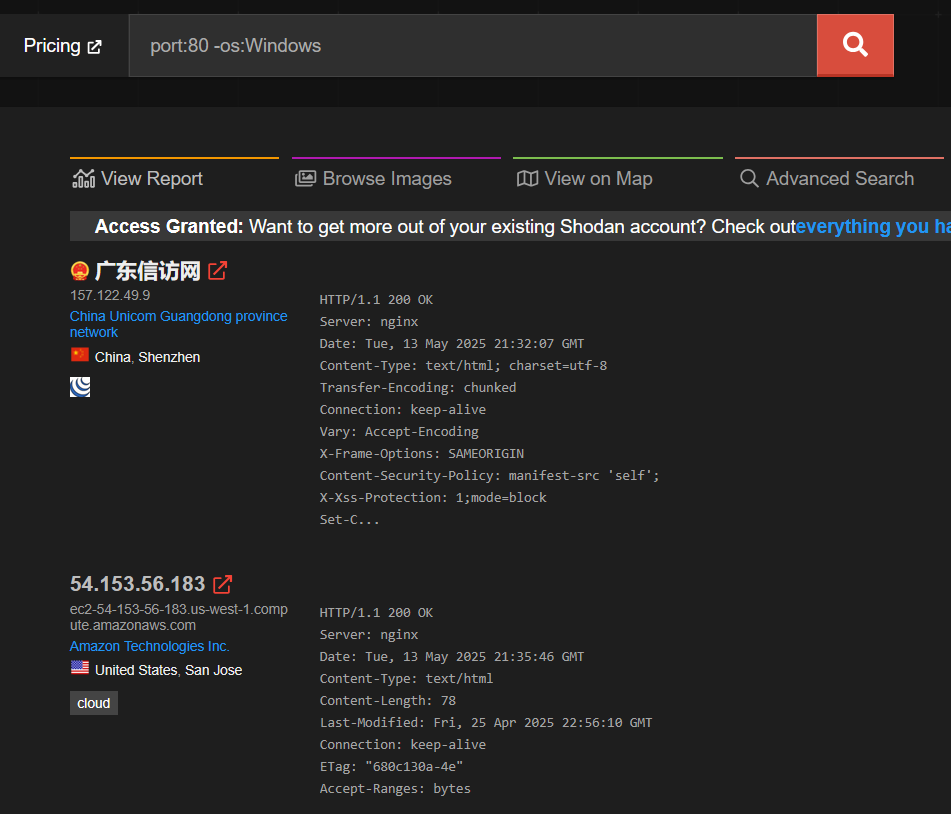 Pricing
port:80 -os:Windows
View Report
Browse Images
View on Map
Advanced Search
Access Granted: Want to get more out of your existing Shodan account? Check out everything you
广东信访网
157.122.49.9
China Unicom Guangdong province
network
China, Shenzhen
HTTP/1.1 200 OK
Server: nginx
Date: Tue, 13 May 2025 21:32:07 GMT
Content-Type: text/html; charset=utf-8
Transfer-Encoding: chunked
Connection: keep-alive
Vary: Accept-Encoding
X-Frame-Options: SAMEORIGIN
Content-Security-Policy: manifest-src 'self';
X-Xss-Protection: 1;mode=block
Set-C...
54.153.56.183
ec2-54-153-56-183.us-west-1.comp
ute.amazonaws.com
Amazon Technologies Inc.
United States, San Jose
cloud
HTTP/1.1 200 OK
Server: nginx
Date: Tue, 13 May 2025 21:35:46 GMT
Content-Type: text/html
Content-Length: 78
Last-Modified: Fri, 25 Apr 2025 22:56:10 GMT
Connection: keep-alive
ETag: "680c130a-4e"
Accept-Ranges: bytes